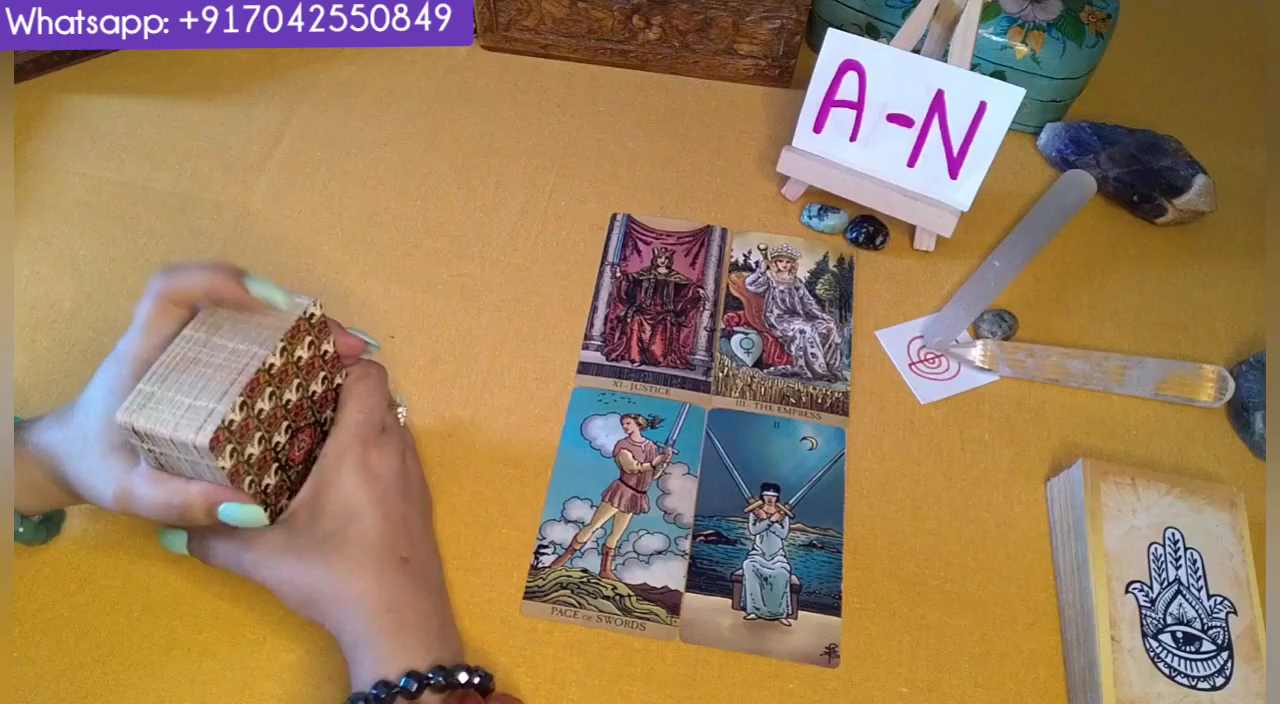 Whatsapp: +917042550849
A-N
XI-JUSTICE
III-THE EMPRESS
PAGE OF SWORDS
II